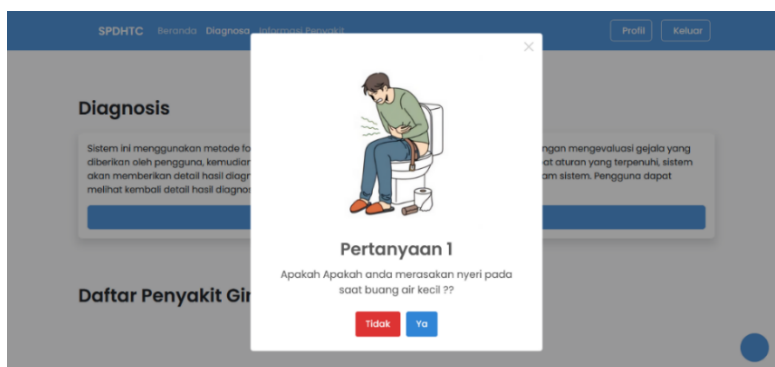 SPDHTC Beranda Diagnosa Informasi Penyakit Profil Keluar
×
Diagnosis
Sistem ini menggunakan metode fo
ngan mengevaluasi gejala yang
diberikan oleh pengguna, kemudian
at aturan yang terpenuhi, sistem
akan memberikan detail hasil diagn
am sistem. Pengguna dapat
melihat kembali detail hasil diagnos
Pertanyaan 1
Apakah Apakah anda merasakan nyeri pada
saat buang air kecil ??
Tidak Ya
Daftar Penyakit Gin